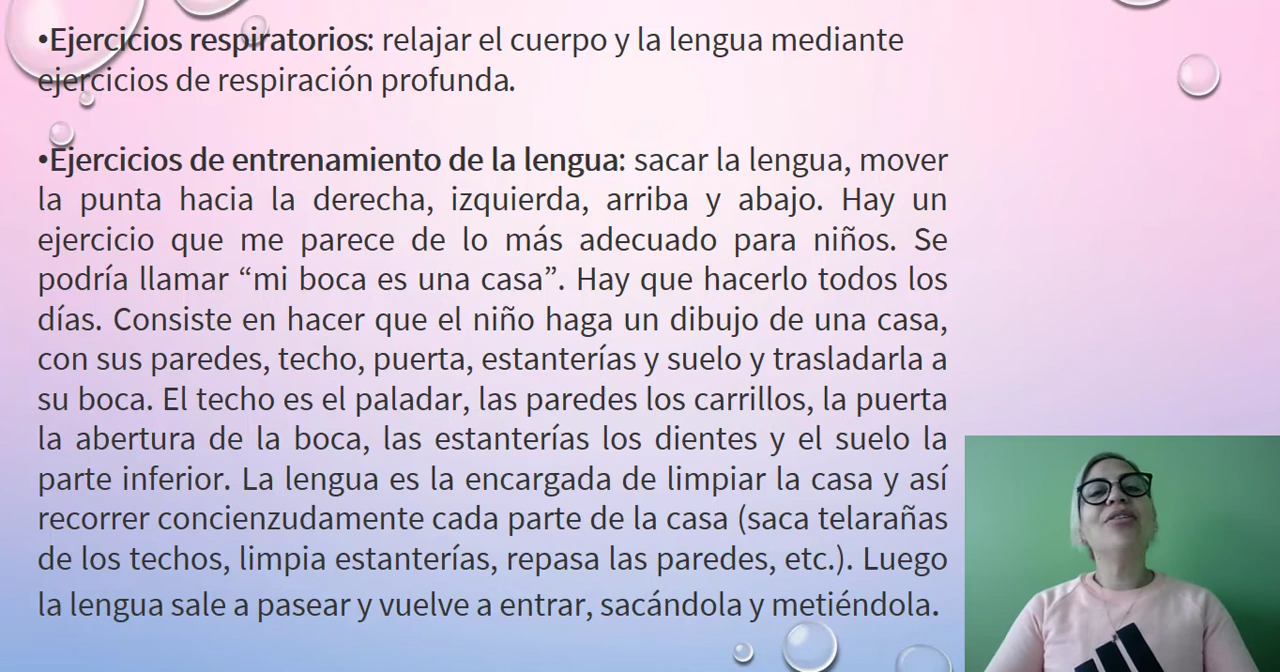 •Ejercicios respiratorios: relajar el cuerpo y la lengua mediante
ejercicios de respiración profunda.
•Ejercicios de entrenamiento de la lengua: sacar la lengua, mover
la punta hacia la derecha, izquierda, arriba y abajo. Hay un
ejercicio que me parece de lo más adecuado para niños. Se
podría llamar “mi boca es una casa”. Hay que hacerlo todos los
días. Consiste en hacer que el niño haga un dibujo de una casa,
con sus paredes, techo, puerta, estanterías y suelo y trasladarla a
su boca. El techo es el paladar, las paredes los carrillos, la puerta
la abertura de la boca, las estanterías los dientes y el suelo la
parte inferior. La lengua es la encargada de limpiar la casa y así
recorrer concienzudamente cada parte de la casa (saca telarañas
de los techos, limpia estanterías, repasa las paredes, etc.). Luego
la lengua sale a pasear y vuelve a entrar, sacándola y metiéndola.